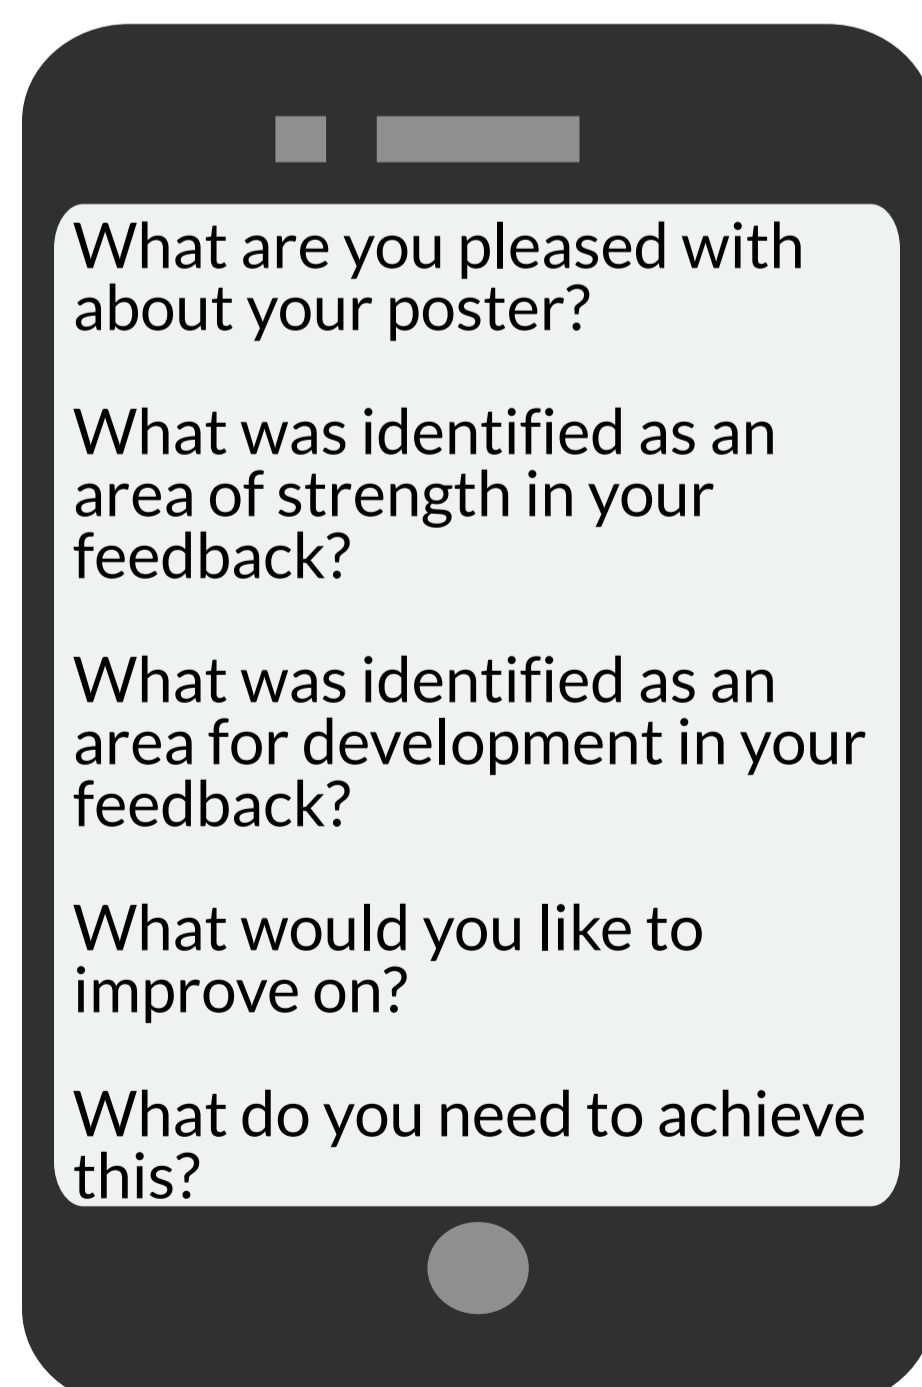 What are you pleased with
about your poster?
What was identified as an
area of strength in your
feedback?
What was identified as an
area for development in your
feedback?
What would you like to
improve on?
What do you need to achieve
this?